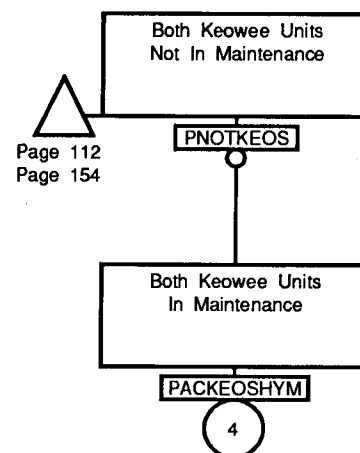 Both Keowee Units
Not In Maintenance
PNOTKEOS
Page 112
Page 154
Both Keowee Units
In Maintenance
PACKEOSHYM
4